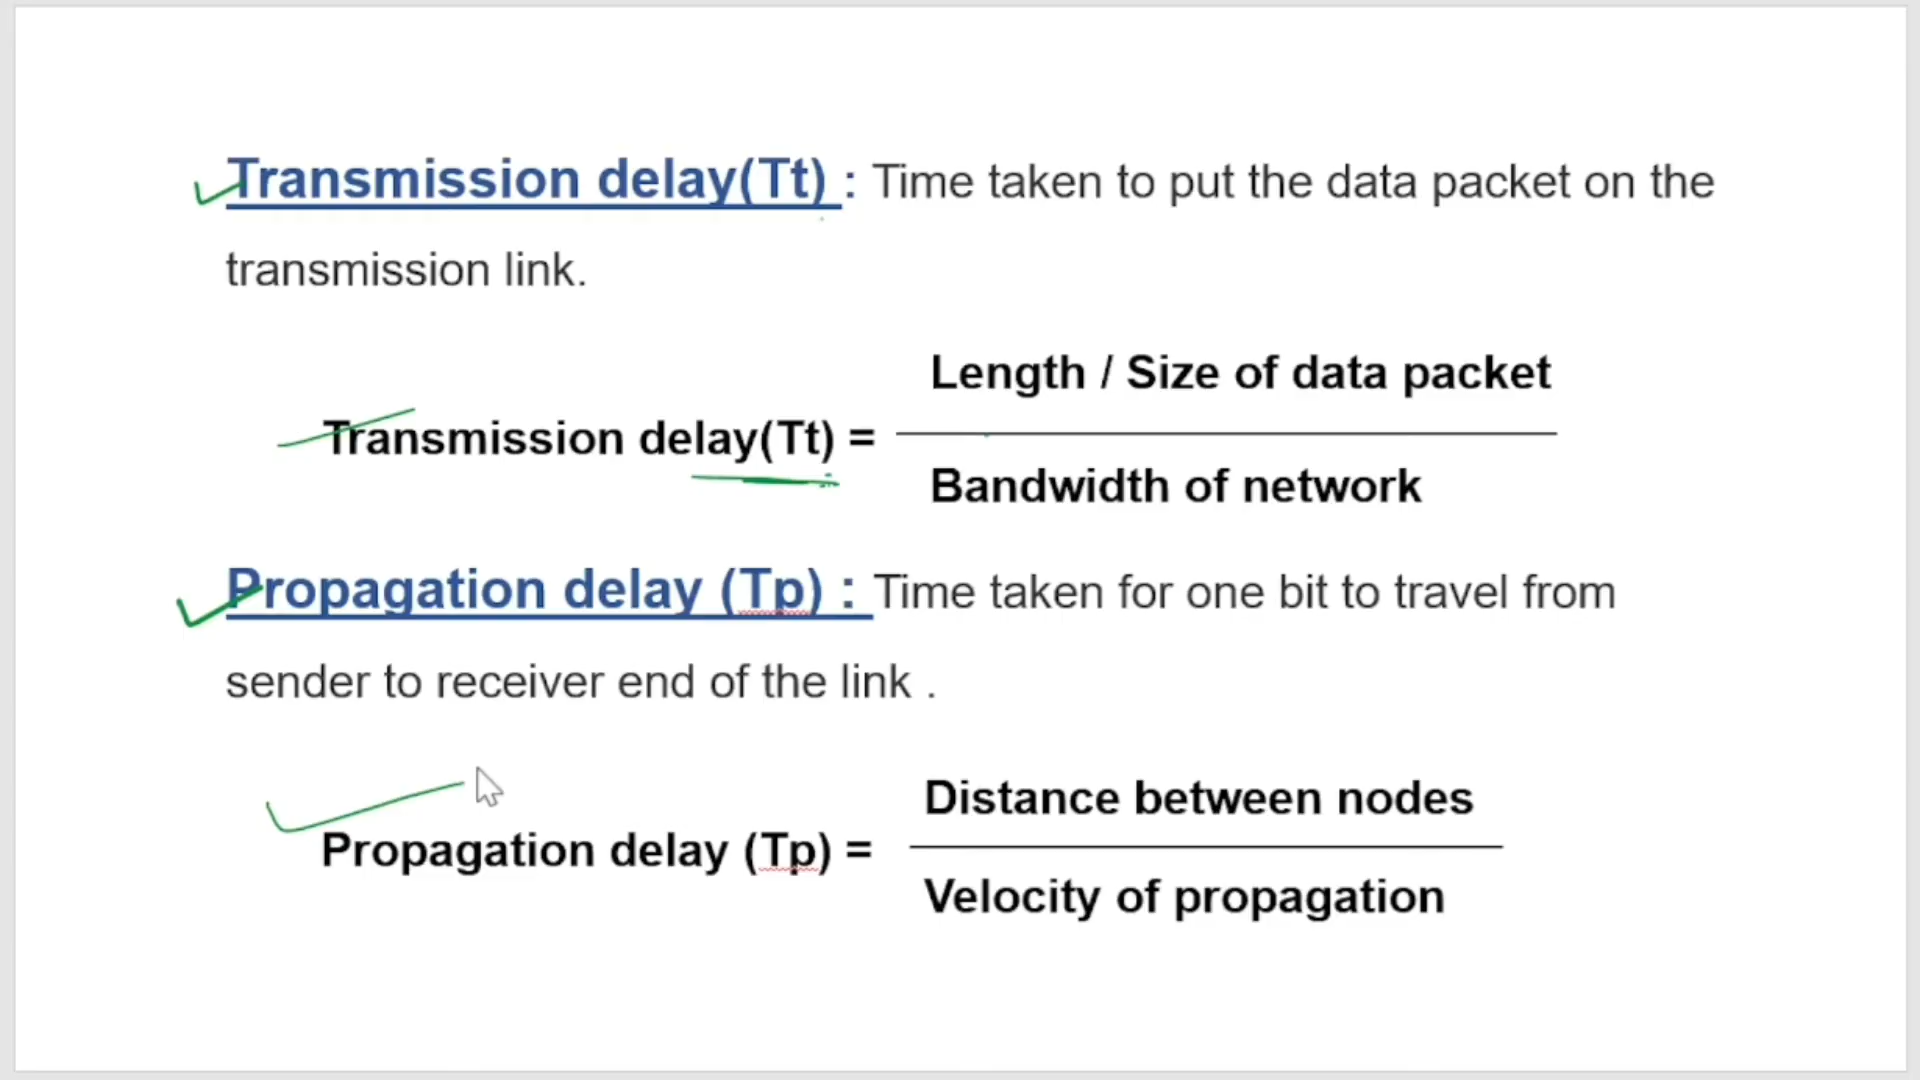 Transmission delay(Tt) : Time taken to put the data packet on the
transmission link.
Length / Size of data packet
Transmission delay(Tt) =
Bandwidth of network
Propagation delay (Tp) : Time taken for one bit to travel from
sender to receiver end of the link .
Distance between nodes
Propagation delay (Tp) =
Velocity of propagation